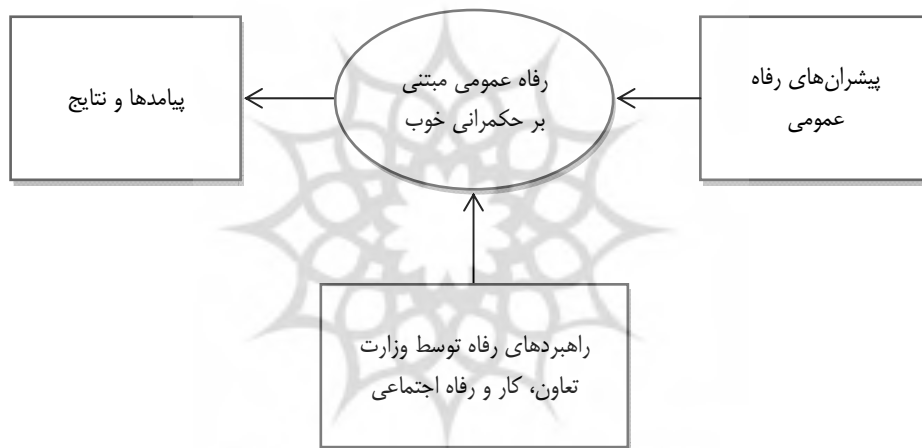 پیشران‌های رفاه
عمومی
رفاه عمومی مبتنی
بر حکمرانی خوب
پیامدها و نتایج
راهبردهای رفاه توسط وزارت
تعاون، کار و رفاه اجتماعی